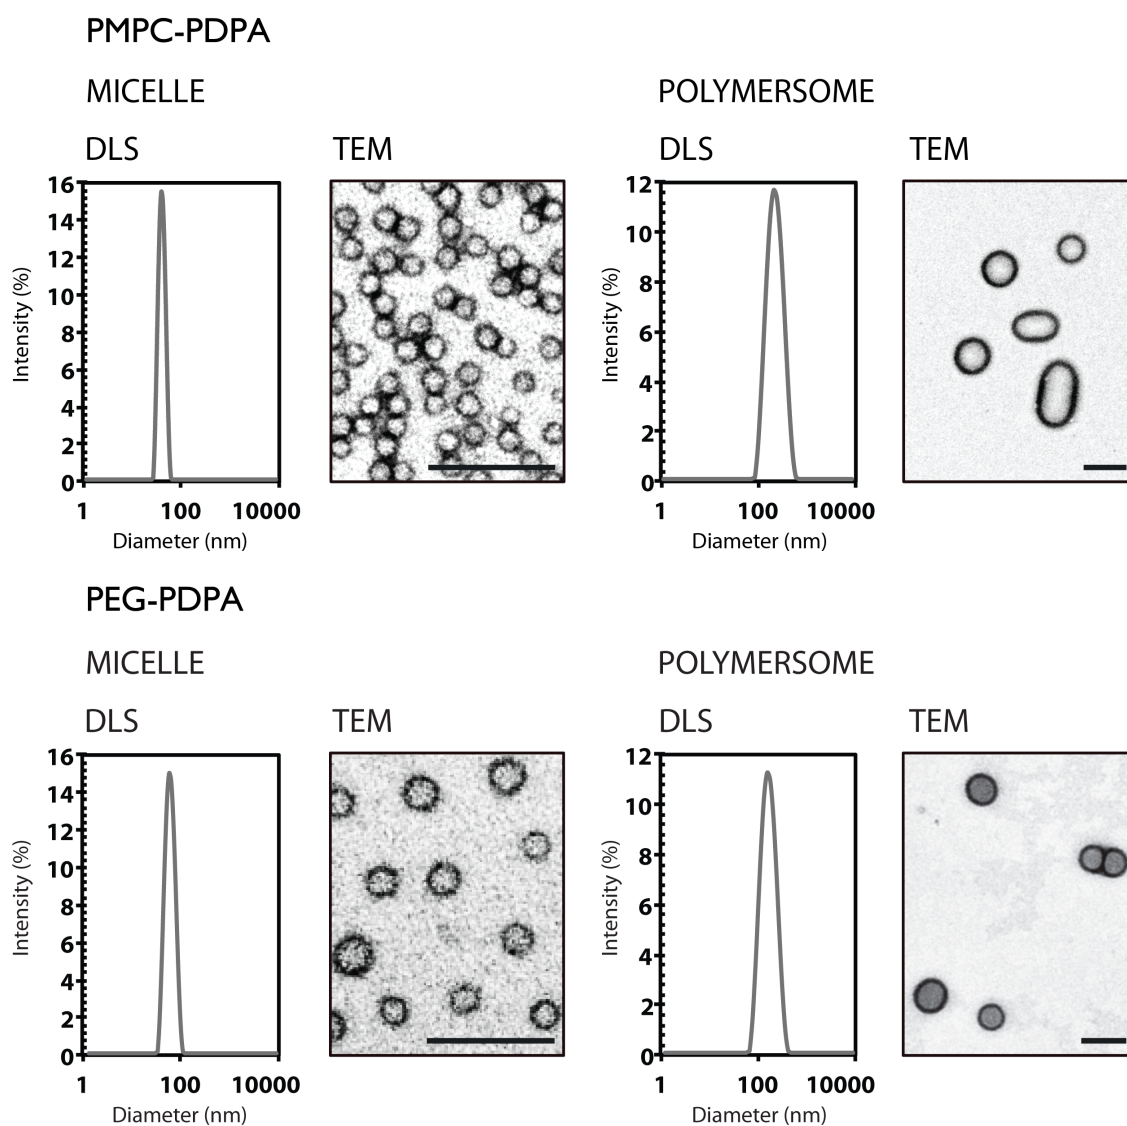 PMPC-PDPA
MICELLE
POLYMERSOME
DLS
TEM
DLS
TEM
16
14
12
10
8
6
4
2
0
Intensity (%)
1
100
10000
Diameter (nm)
12
10
8
6
4
2
0
Intensity (%)
1
100
10000
Diameter (nm)
PEG-PDPA
MICELLE
POLYMERSOME
DLS
TEM
DLS
TEM
16
14
12
10
8
6
4
2
0
Intensity (%)
1
100
10000
Diameter (nm)
12
10
8
6
4
2
0
Intensity (%)
1
100
10000
Diameter (nm)